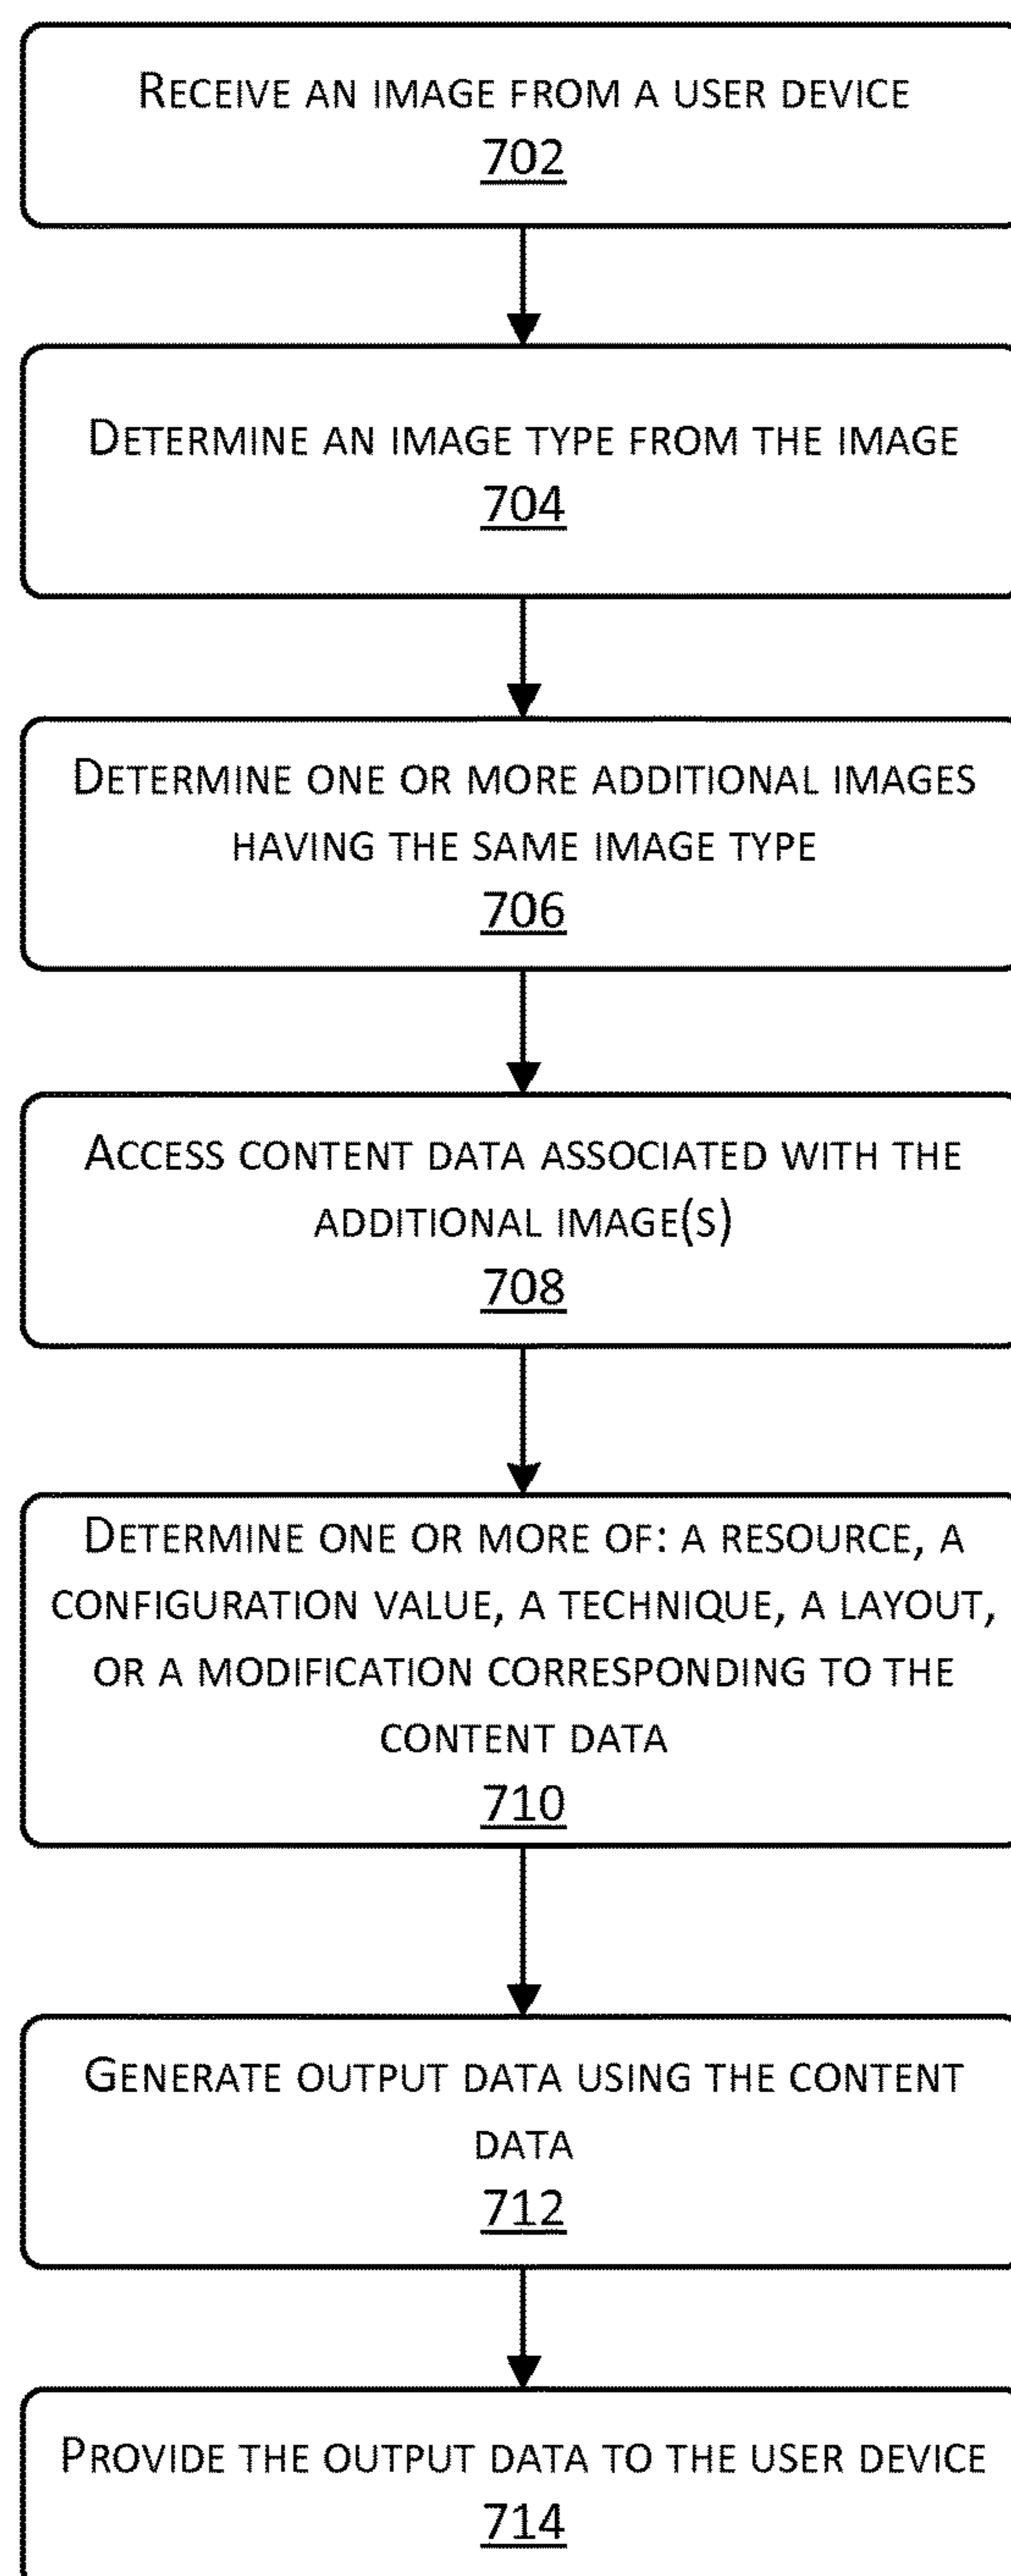 RECEIVE AN IMAGE FROM A USER DEVICE
702
DETERMINE AN IMAGE TYPE FROM THE IMAGE
704
DETERMINE ONE OR MORE ADDITIONAL IMAGES
HAVING THE SAME IMAGE TYPE
706
ACCESS CONTENT DATA ASSOCIATED WITH THE
ADDITIONAL IMAGE(S)
708
DETERMINE ONE OR MORE OF: A RESOURCE, A
CONFIGURATION VALUE, A TECHNIQUE, A LAYOUT,
OR A MODIFICATION CORRESPONDING TO THE
CONTENT DATA
710
GENERATE OUTPUT DATA USING THE CONTENT
DATA
712
PROVIDE THE OUTPUT DATA TO THE USER DEVICE
714